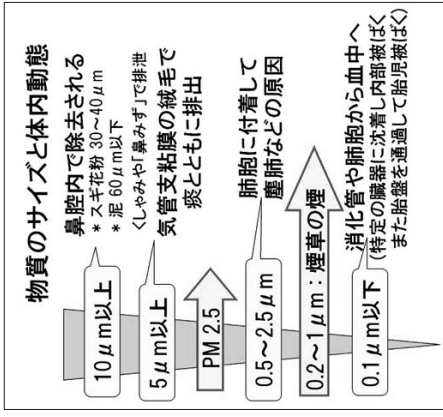 物質のサイズと体内動態
10μm以上
鼻腔内で除去される
* スギ花粉 30~40μm
* 泥 60μm以下
くしゃみや「鼻みず」で排泄
5μm以上
気管支粘膜の絨毛で
痰とともに排出
PM 2.5
0.5~2.5μm
肺胞に付着して
塵肺などの原因
0.2~1μm:煙草の煙
0.1μm以下
消化管や肺胞から血中へ
(特定の臓器に沈着し内部被ばく
また胎盤を通過して胎児被ばく)